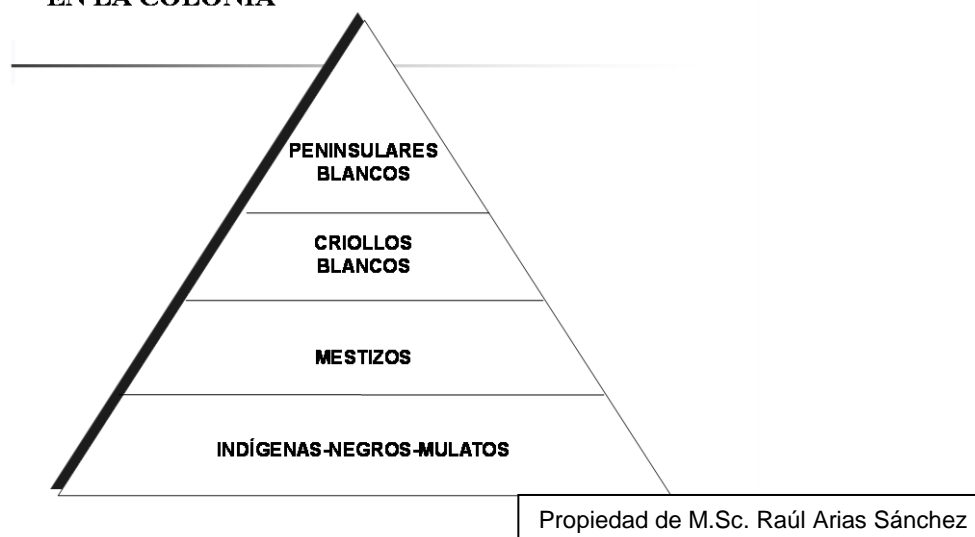 EN LA COLONIA
PENINSULARES
BLANCOS
CRIOLLOS
BLANCOS
MESTIZOS
INDÍGENAS-NEGROS-MULATOS
Propiedad de M.Sc. Raúl Arias Sánchez